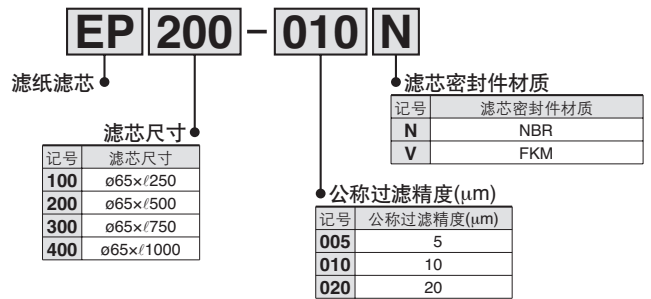 EP 200 - 010 N
滤纸滤芯
滤芯尺寸
记号 滤芯尺寸
100 ø65×ℓ250
200 ø65×ℓ500
300 ø65×ℓ750
400 ø65×ℓ1000
滤芯密封件材质
记号 滤芯密封件材质
N NBR
V FKM
公称过滤精度(μm)
记号 公称过滤精度(μm)
005 5
010 10
020 20